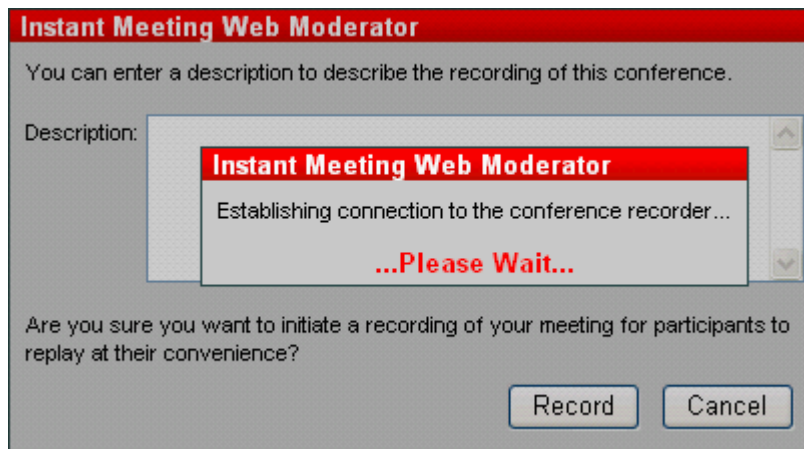 Instant Meeting Web Moderator
You can enter a description to describe the recording of this conference.
Description:
Instant Meeting Web Moderator
Establishing connection to the conference recorder...
...Please Wait...
Are you sure you want to initiate a recording of your meeting for participants to
replay at their convenience?
Record Cancel